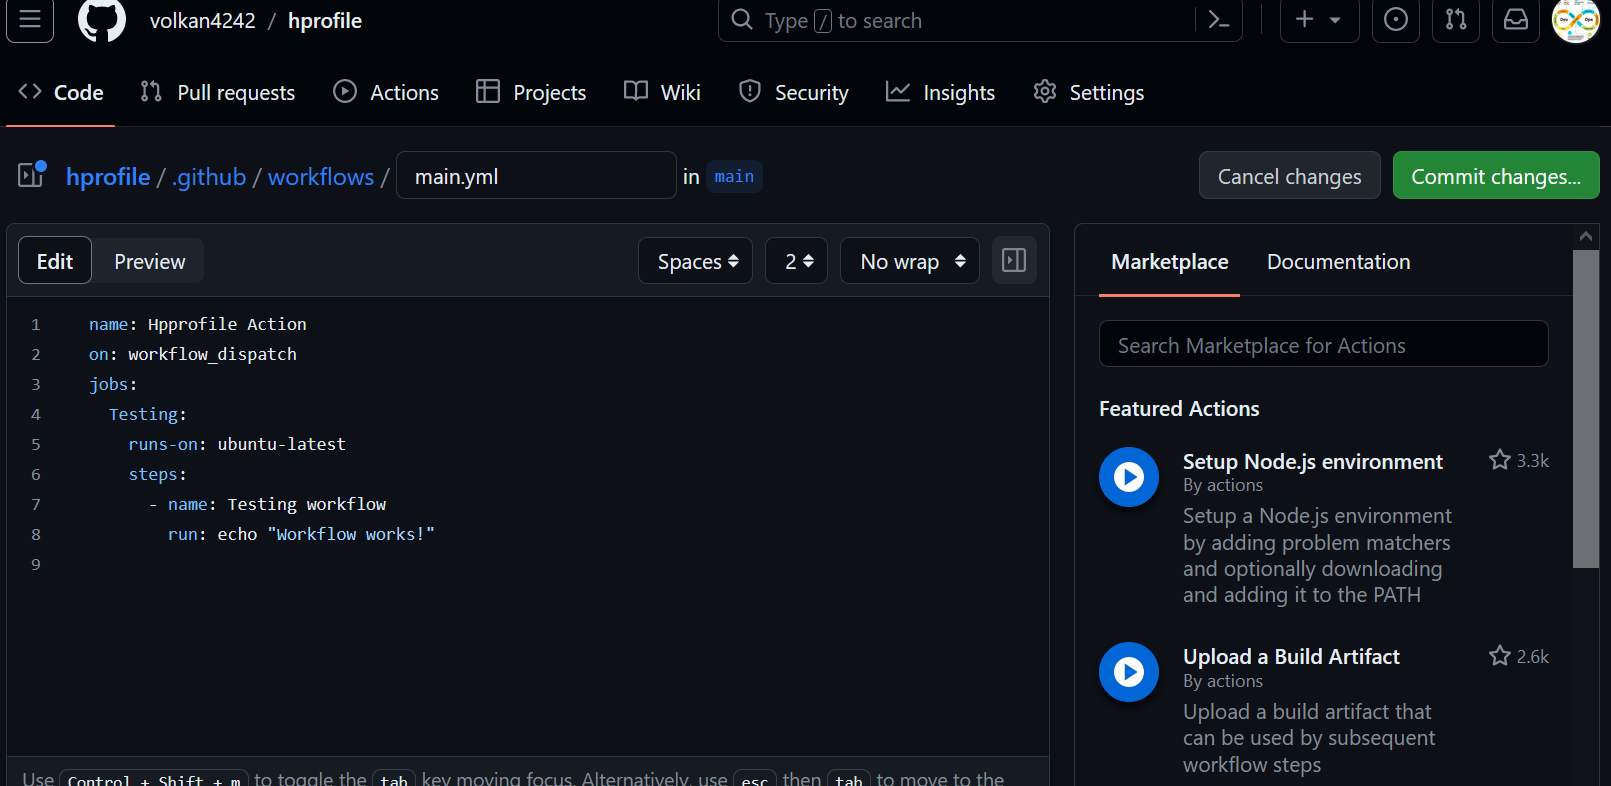 volkan4242 / hprofile
Type / to search
Code Pull requests Actions Projects Wiki Security Insights Settings
hprofile / .github / workflows / main.yml in main
Cancel changes Commit changes...
Edit Preview Spaces 2 No wrap
1 name: Hpprofile Action
2 on: workflow_dispatch
3 jobs:
4 Testing:
5 runs-on: ubuntu-latest
6 steps:
7 - name: Testing workflow
8 run: echo "Workflow works!"
9
Use Control + Shift + m to toggle the tab key moving focus. Alternatively, use esc then tab to move to the
Marketplace Documentation
Search Marketplace for Actions
Featured Actions
Setup Node.js environment 3.3k
By actions
Setup a Node.js environment
by adding problem matchers
and optionally downloading
and adding it to the PATH
Upload a Build Artifact 2.6k
By actions
Upload a build artifact that
can be used by subsequent
workflow steps